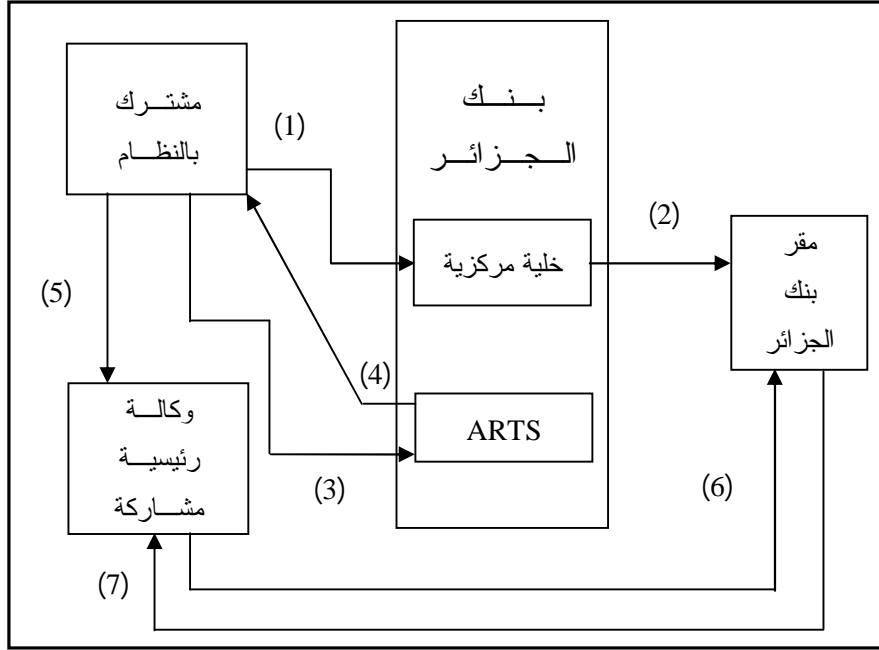 مشترك
بالنظام
(1)
بنك
الجزائر
(2)
خلية مركزية
مقر
بنك
الجزائر
(5)
(4)
وكالة
رئيسية
مشاركة
ARTS
(3)
(6)
(7)